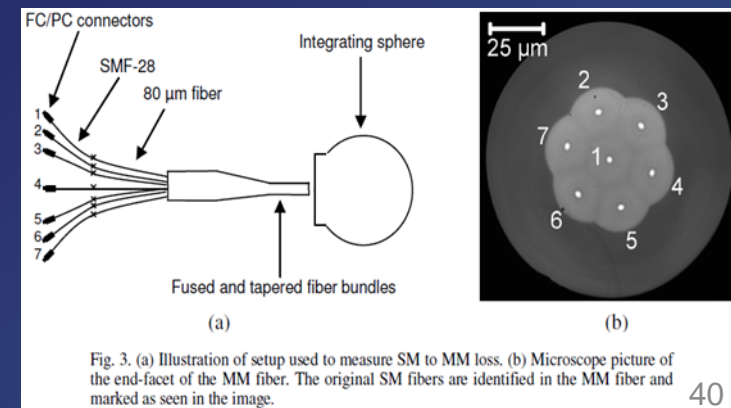 FC/PC connectors
SMF-28
80 μm fiber
Integrating sphere
1
2
3
4
5
6
7
Fused and tapered fiber bundles
(a)
25 μm
2
3
7
1
4
6
5
(b)
Fig. 3. (a) Illustration of setup used to measure SM to MM loss. (b) Microscope picture of
the end-facet of the MM fiber. The original SM fibers are identified in the MM fiber and
marked as seen in the image.
40